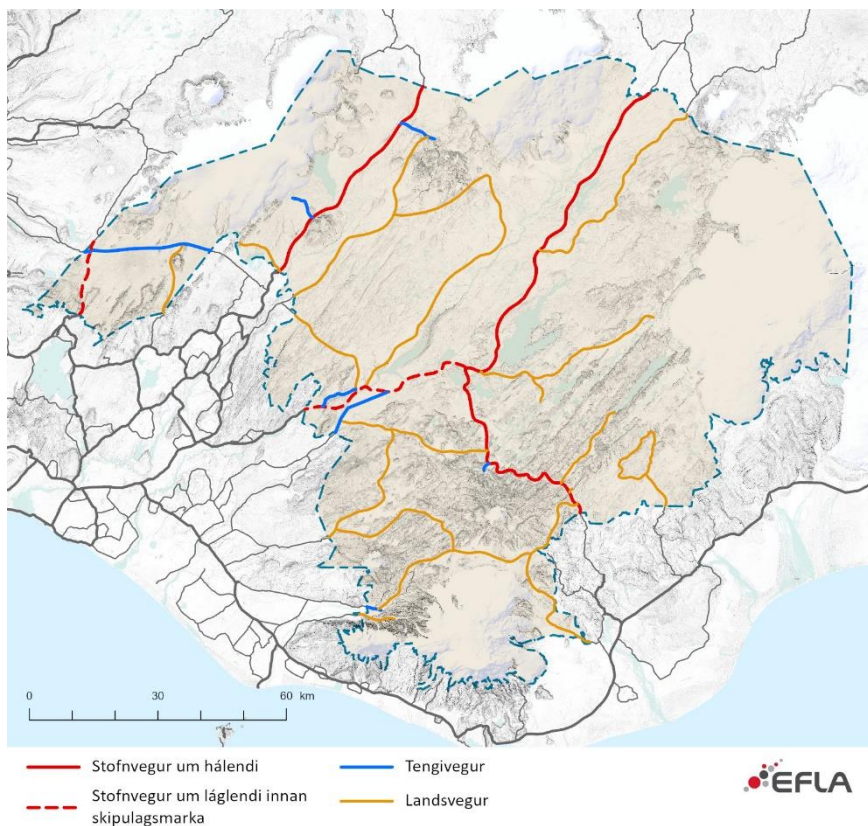 0 30 60 km
Stofnvegur um hálendi
Stofnvegur um láglendi innan
skipulagsmarka
Tengivegur
Landsvegur
EFLA